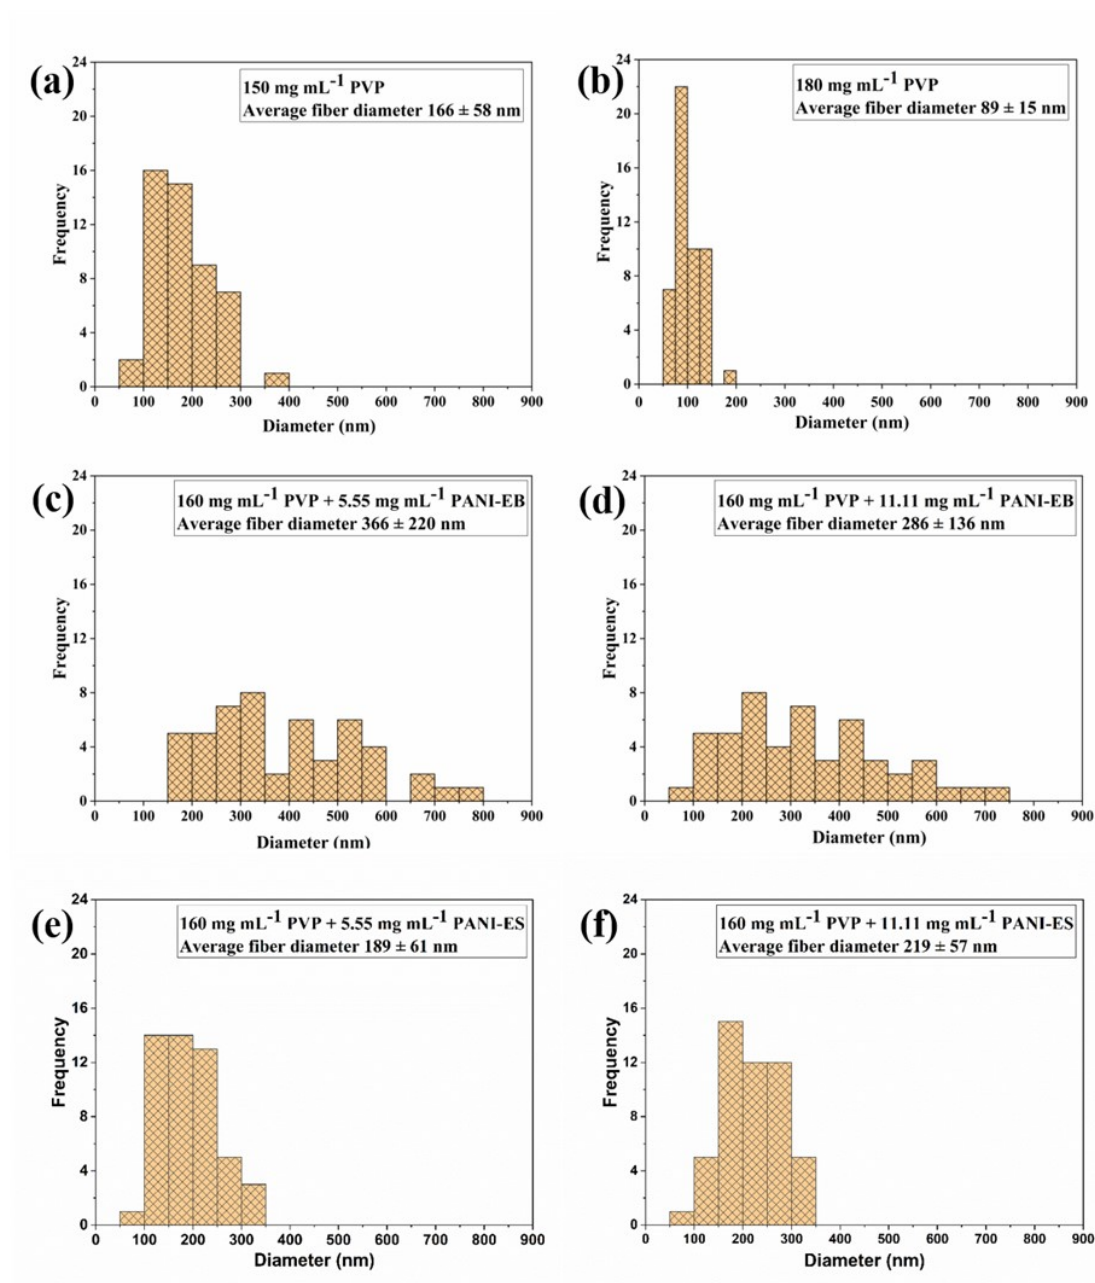 (a)
150 mg mL-1 PVP
Average fiber diameter 166 ± 58 nm
24
20
16
12
8
4
0
Frequency
0 100 200 300 400 500 600 700 800 900
Diameter (nm)
(b)
180 mg mL-1 PVP
Average fiber diameter 89 ± 15 nm
24
20
16
12
8
4
0
Frequency
0 100 200 300 400 500 600 700 800 900
Diameter (nm)
(c)
160 mg mL-1 PVP + 5.55 mg mL-1 PANI-EB
Average fiber diameter 366 ± 220 nm
24
20
16
12
8
4
0
Frequency
0 100 200 300 400 500 600 700 800 900
Diameter (nm)
(d)
160 mg mL-1 PVP + 11.11 mg mL-1 PANI-EB
Average fiber diameter 286 ± 136 nm
24
20
16
12
8
4
0
Frequency
0 100 200 300 400 500 600 700 800 900
Diameter (nm)
(e)
160 mg mL-1 PVP + 5.55 mg mL-1 PANI-ES
Average fiber diameter 189 ± 61 nm
24
20
16
12
8
4
0
Frequency
0 100 200 300 400 500 600 700 800 900
Diameter (nm)
(f)
160 mg mL-1 PVP + 11.11 mg mL-1 PANI-ES
Average fiber diameter 219 ± 57 nm
24
20
16
12
8
4
0
Frequency
0 100 200 300 400 500 600 700 800 900
Diameter (nm)